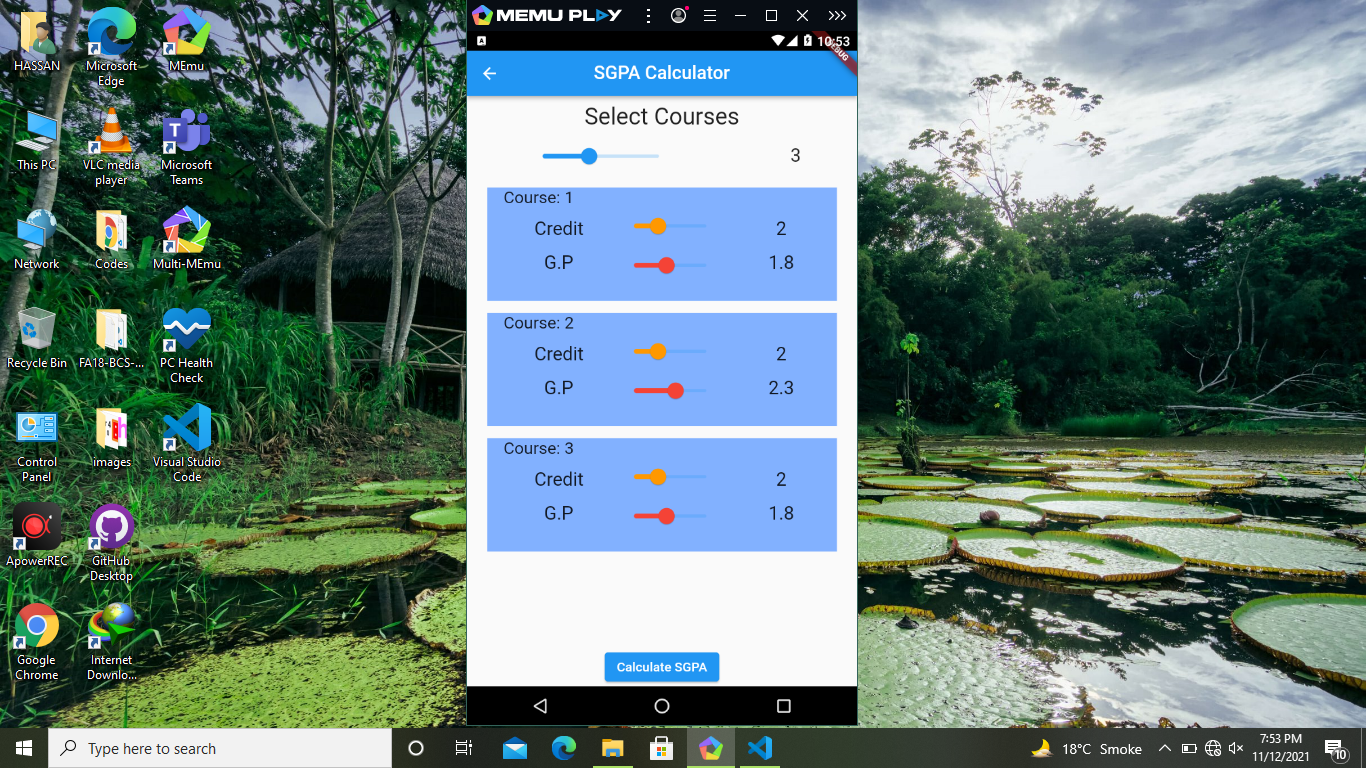 HASSAN
Microsoft
Edge
MEmu
This PC
VLC media
player
Microsoft
Teams
Network
Codes
Multi-MEmu
Recycle Bin
FA18-BCS-...
PC Health
Check
Control
Panel
images
Visual Studio
Code
ApowerREC
GitHub
Desktop
Google
Chrome
Internet
Downlo...
MEMU PLAY
A
10:53
DEBUG
SGPA Calculator
Select Courses
3
Course: 1
Credit 2
G.P 1.8
Course: 2
Credit 2
G.P 2.3
Course: 3
Credit 2
G.P 1.8
Calculate SGPA
Type here to search
18°C Smoke
7:53 PM
11/12/2021
10